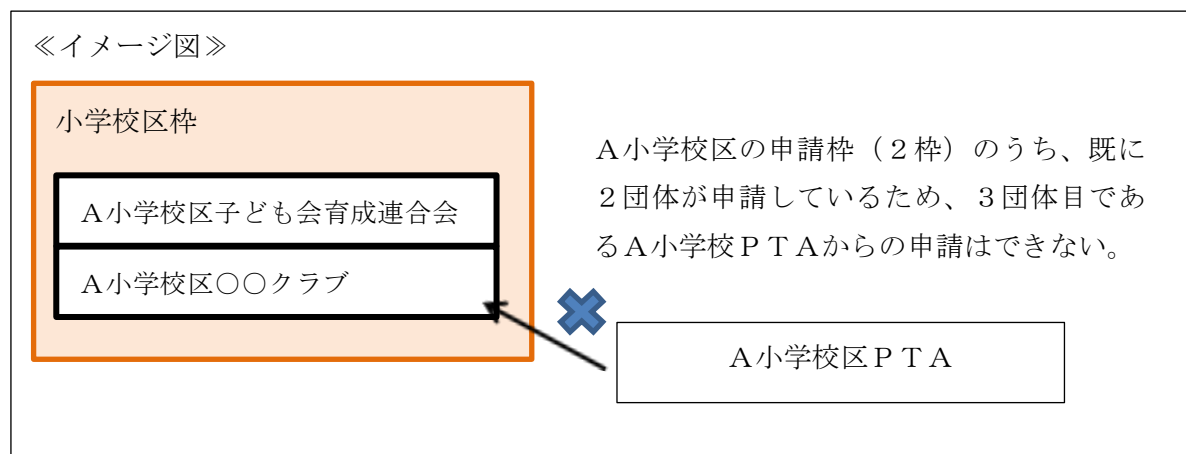 ≪イメージ図≫
小学校区枠
A小学校区子ども会育成連合会
A小学校区○○クラブ
A小学校区の申請枠（２枠）のうち、既に
２団体が申請しているため、３団体目であ
るA小学校ＰＴＡからの申請はできない。
A小学校区ＰＴＡ